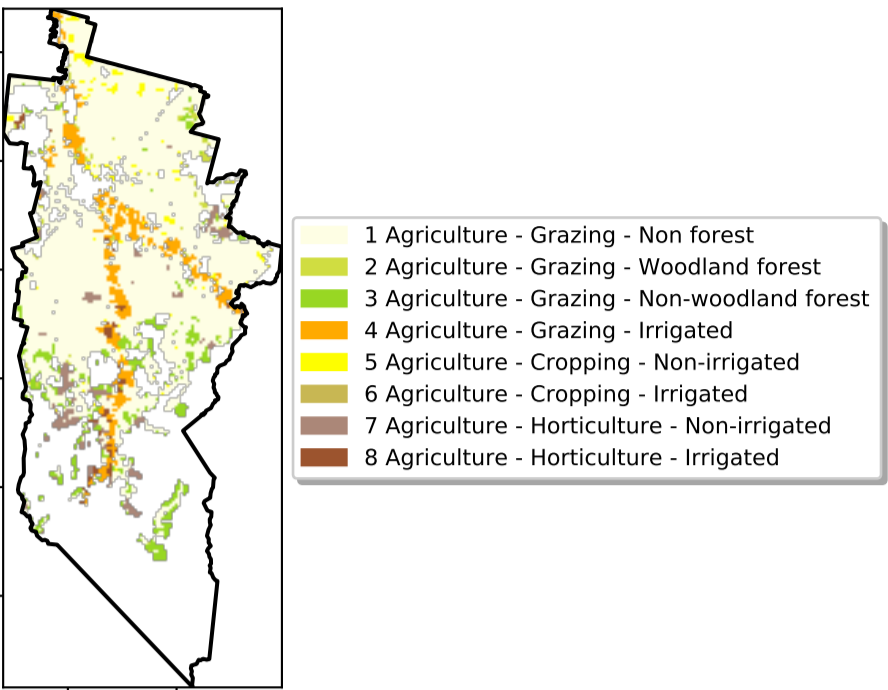 1 Agriculture - Grazing - Non forest
2 Agriculture - Grazing - Woodland forest
3 Agriculture - Grazing - Non-woodland forest
4 Agriculture - Grazing - Irrigated
5 Agriculture - Cropping - Non-irrigated
6 Agriculture - Cropping - Irrigated
7 Agriculture - Horticulture - Non-irrigated
8 Agriculture - Horticulture - Irrigated